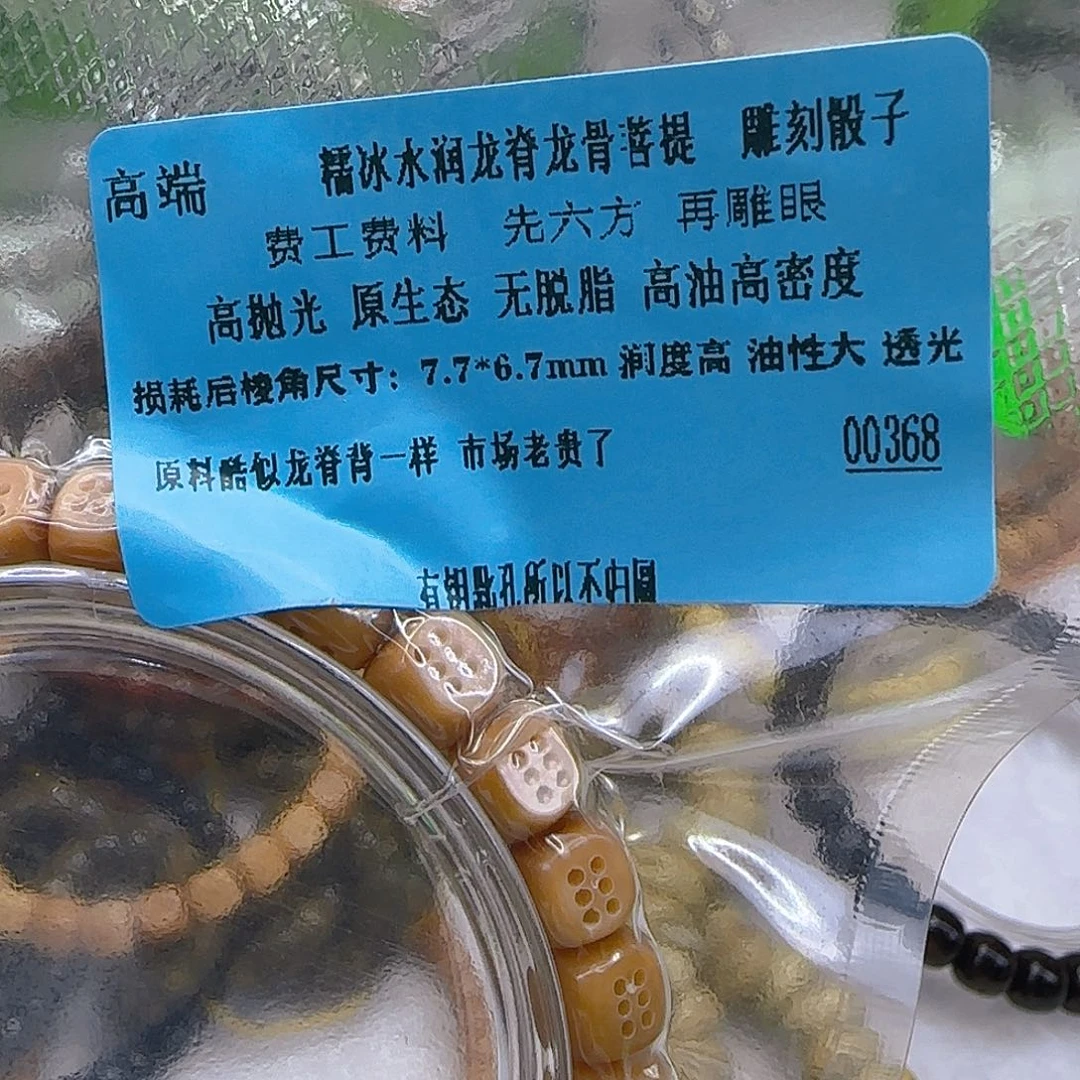 高端 糯冰水润龙脊龙骨菩提 雕刻骰子
费工费料 先六方 再雕眼
高抛光 原生态 无脱脂 高油高密度
损耗后棱角尺寸：7.7*6.7mm 润度高 油性大 透光
原料酷似龙脊背一样 市场老贵了 00368
有钥匙孔所以不归圆